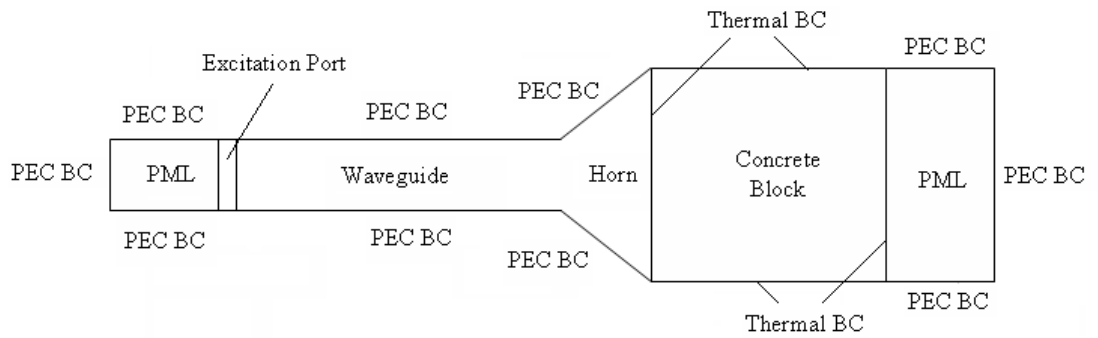 Thermal BC
PEC BC
Excitation Port
PEC BC
PEC BC
PEC BC
PEC BC
PML
Waveguide
Horn
Concrete
Block
PML
PEC BC
PEC BC
PEC BC
PEC BC
PEC BC
Thermal BC